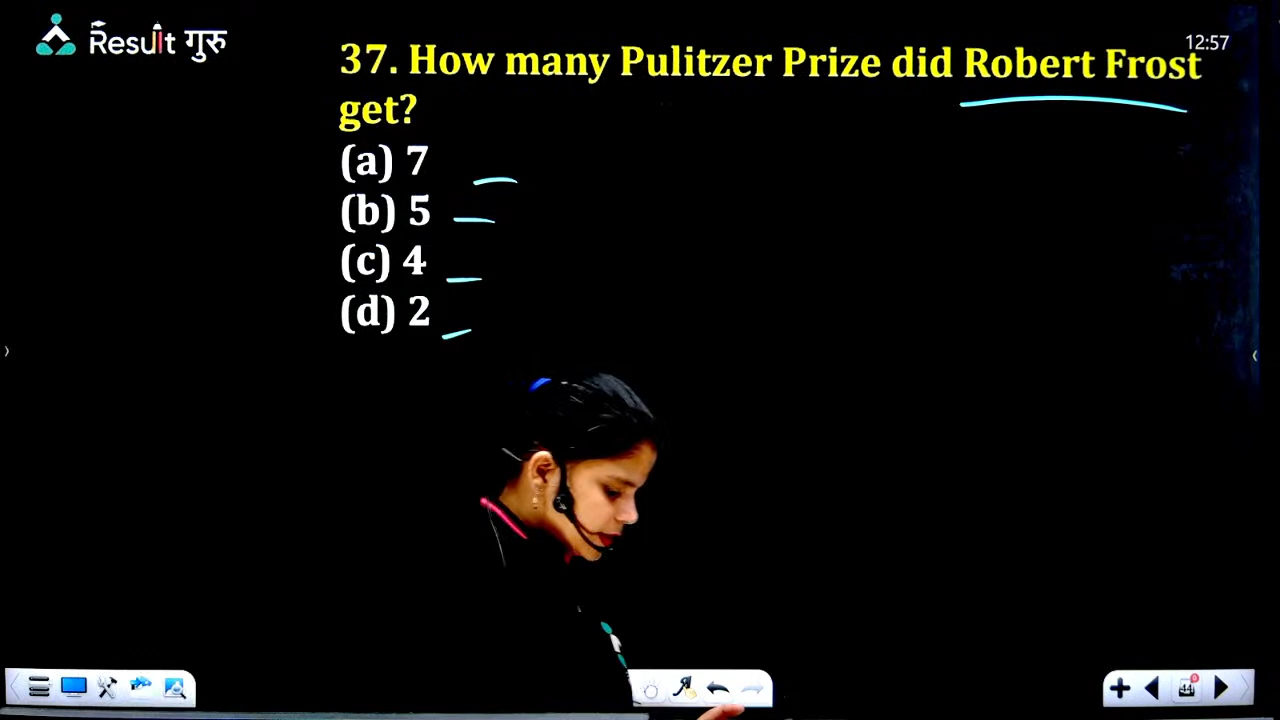 Result गुरु
12:57
37. How many Pulitzer Prize did Robert Frost
get?
(a) 7
(b) 5
(c) 4
(d) 2